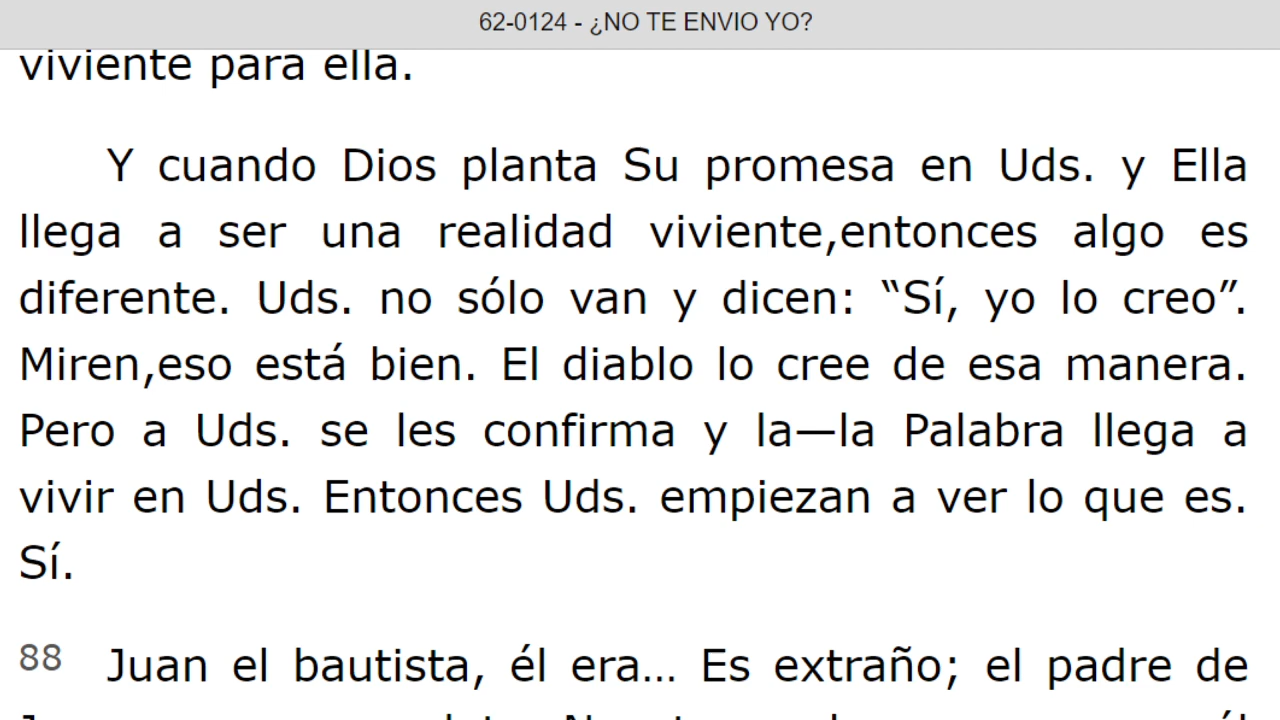 62-0124 - ¿NO TE ENVIO YO?
viviente para ella.
Y cuando Dios planta Su promesa en Uds. y Ella
llega a ser una realidad viviente,entonces algo es
diferente. Uds. no sólo van y dicen: “Sí, yo lo creo”.
Miren,eso está bien. El diablo lo cree de esa manera.
Pero a Uds. se les confirma y la—la Palabra llega a
vivir en Uds. Entonces Uds. empiezan a ver lo que es.
Sí.
88 Juan el bautista, él era... Es extraño; el padre de